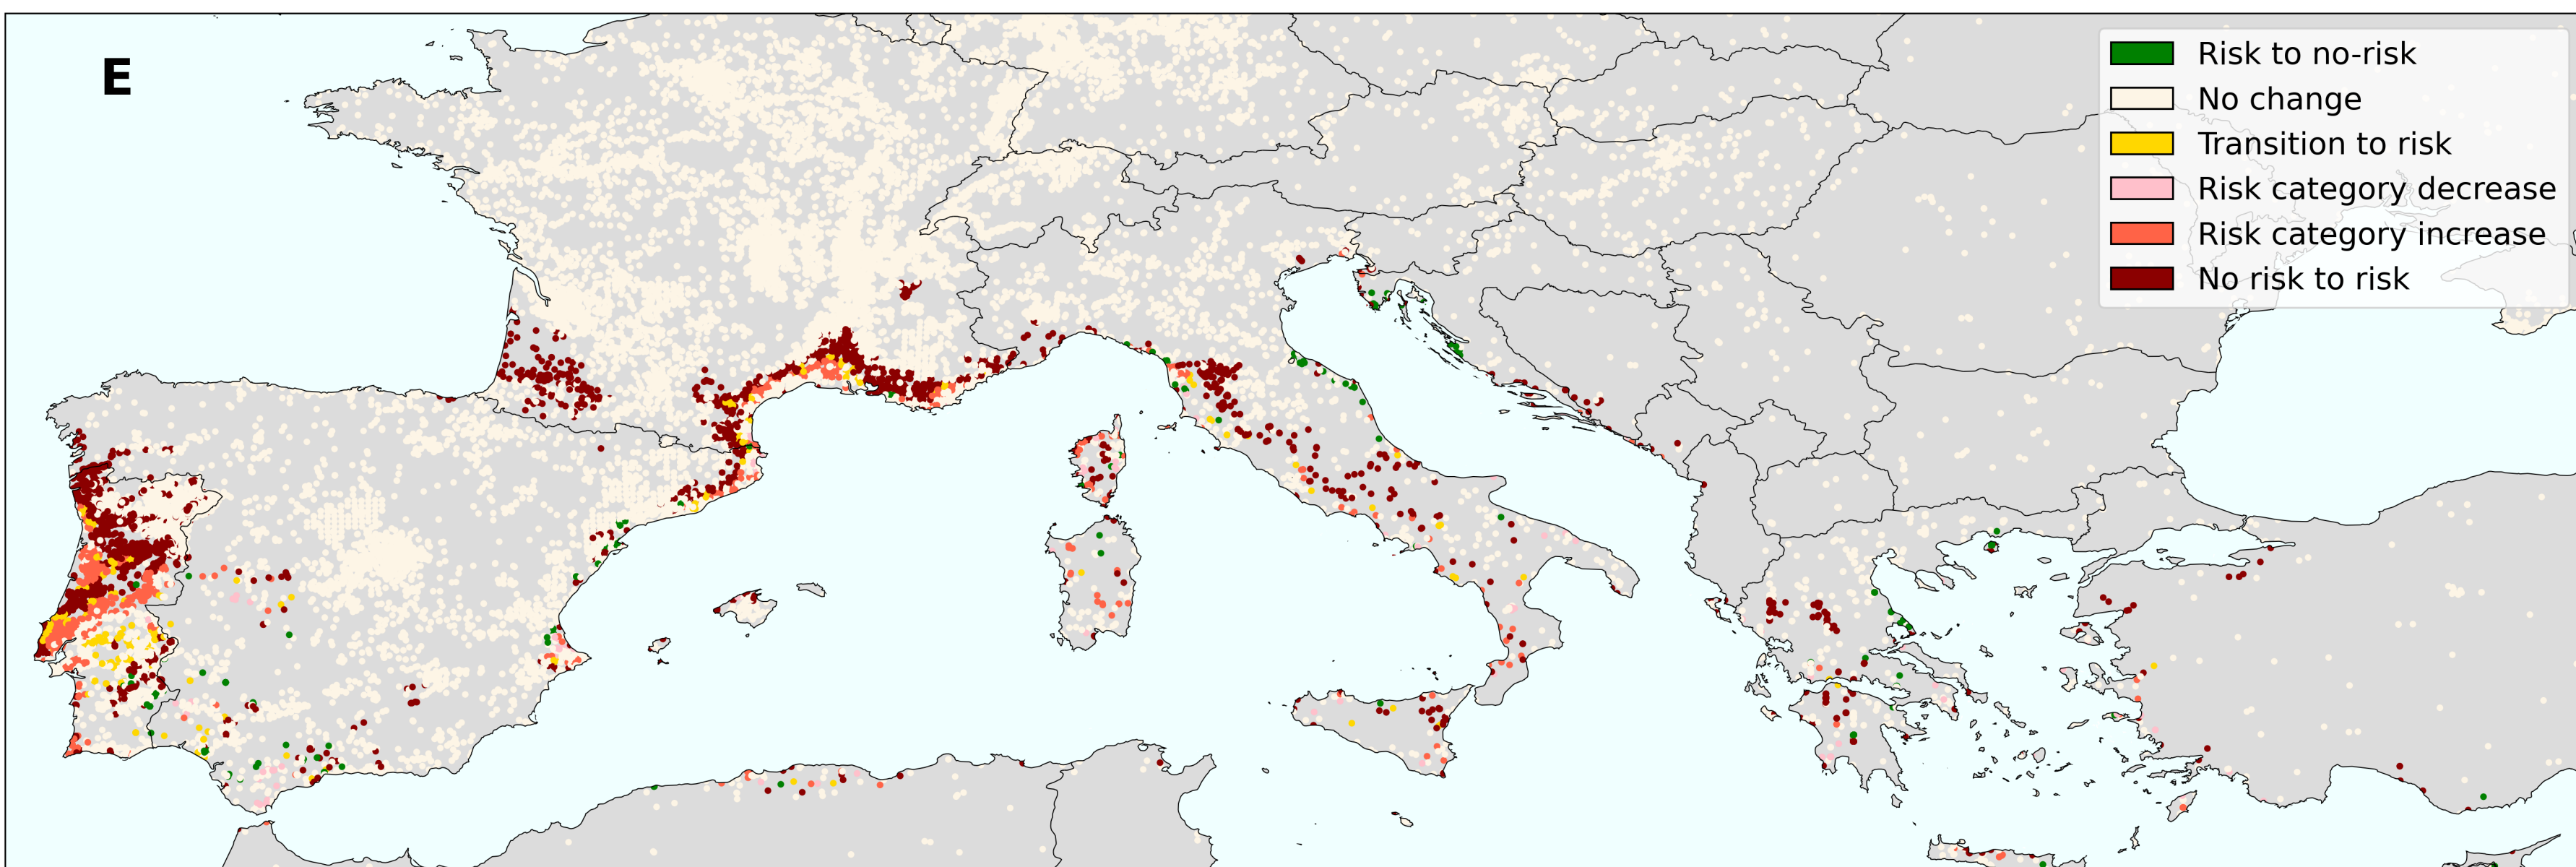 E
Risk to no-risk
No change
Transition to risk
Risk category decrease
Risk category increase
No risk to risk